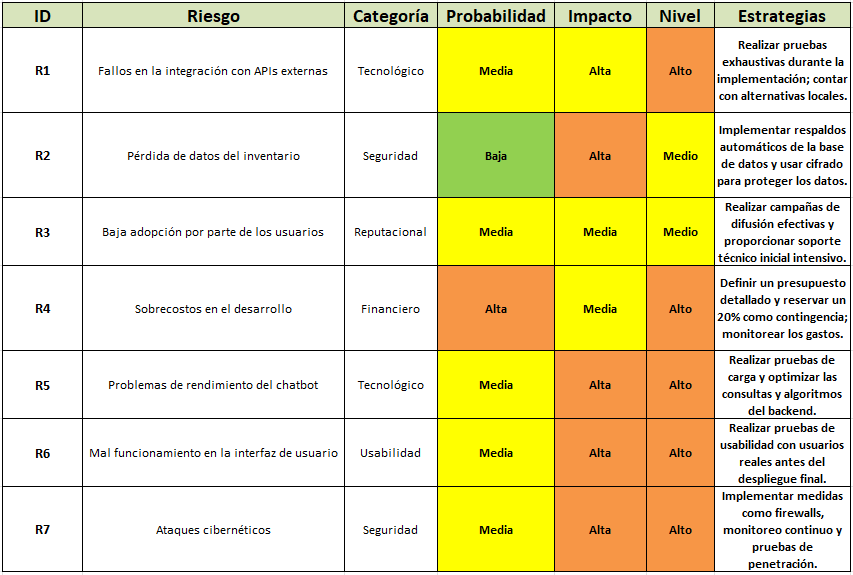 ID Riesgo Categoría Probabilidad Impacto Nivel Estrategias
R1 Fallos en la integración con APIs externas Tecnológico Media Alta Alto Realizar pruebas
exhaustivas durante la
implementación; contar
con alternativas locales.
R2 Pérdida de datos del inventario Seguridad Baja Alta Medio Implementar respaldos
automáticos de la base
de datos y usar cifrado
para proteger los datos.
R3 Baja adopción por parte de los usuarios Reputacional Media Media Medio Realizar campañas de
difusión efectivas y
proporcionar soporte
técnico inicial intensivo.
R4 Sobrecostos en el desarrollo Financiero Alta Media Alto Definir un presupuesto
detallado y reservar un
20% como contingencia;
monitorear los gastos.
R5 Problemas de rendimiento del chatbot Tecnológico Media Alta Alto Realizar pruebas de
carga y optimizar las
consultas y algoritmos
del backend.
R6 Mal funcionamiento en la interfaz de usuario Usabilidad Media Alta Alto Realizar pruebas de
usabilidad con usuarios
reales antes del
despliegue final.
R7 Ataques cibernéticos Seguridad Media Alta Alto Implementar medidas
como firewalls,
monitoreo continuo y
pruebas de
penetración.